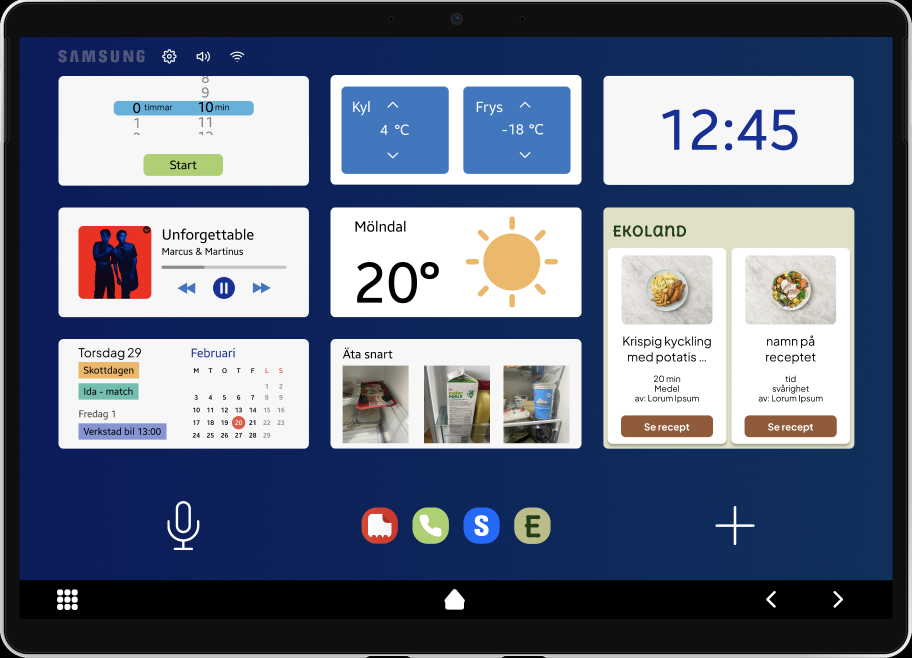 SAMSUNG
8
9
0 timmar 10 min
1 11
Start
Kyl
4 °C
Frys
-18 °C
12:45
Unforgettable
Marcus & Martinus
Mölndal
20°
EKOLAND
Krispig kyckling
med potatis ...
20 min
Medel
av: Lorum Ipsum
Se recept
namn på
receptet
tid
svårighet
av: Lorum Ipsum
Se recept
Torsdag 29
Skottdagen
Ida - match
Fredag 1
Verkstad bil 13:00
Februari
M T O T F L S
1 2
3 4 5 6 7 8 9
10 11 12 13 14 15 16
17 18 19 20 21 22 23
24 25 26 27 28 29
Äta snart
S
E